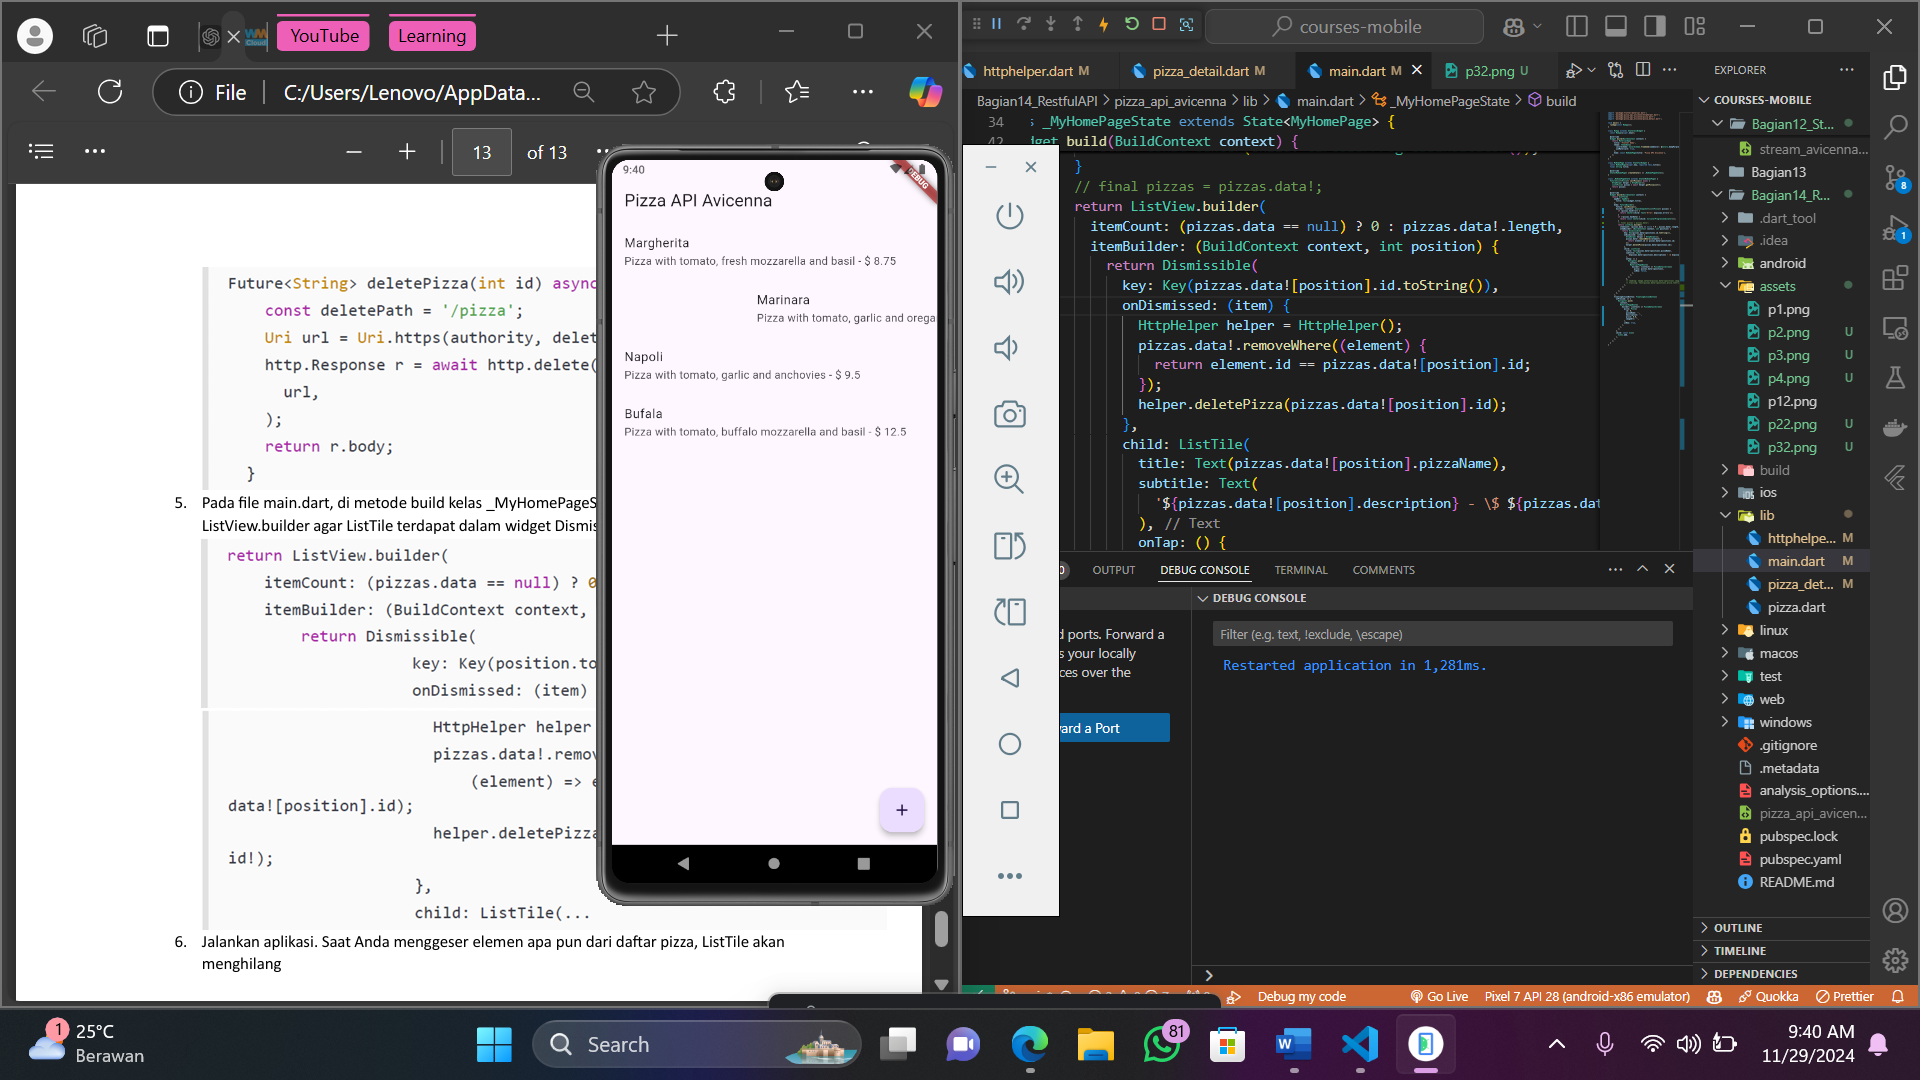 YouTube
Learning
File
C:/Users/Lenovo/AppData...
13
of 13
Future<String> deletePizza(int id) async
const deletePath = '/pizza';
Uri url = Uri.https(authority, delet
http.Response r = await http.delete(
url,
);
return r.body;
}
5. Pada file main.dart, di metode build kelas _MyHomePageS
ListView.builder agar ListTile terdapat dalam widget Dismis
return ListView.builder(
itemCount: (pizzas.data == null) ? 0
itemBuilder: (BuildContext context,
return Dismissible(
key: Key(position.to
onDismissed: (item)
HttpHelper helper
pizzas.data!.remov
(element) => e
data![position].id);
helper.deletePizza
id!);
},
child: ListTile(...
6. Jalankan aplikasi. Saat Anda menggeser elemen apa pun dari daftar pizza, ListTile akan
menghilang
9:40
DEBUG
Pizza API Avicenna
Margherita
Pizza with tomato, fresh mozzarella and basil - $ 8.75
Marinara
Pizza with tomato, garlic and orega
Napoli
Pizza with tomato, garlic and anchovies - $ 9.5
Bufala
Pizza with tomato, buffalo mozzarella and basil - $ 12.5
+
courses-mobile
httphelper.dart M
pizza_detail.dart M
main.dart M
p32.png U
Bagian14_RestfulAPI > pizza_api_avicenna > lib > main.dart > _MyHomePageState > build
34 _MyHomePageState extends State<MyHomePage> {
42 lget build(BuildContext context) {
}
// final pizzas = pizzas.data!;
return ListView.builder(
itemCount: (pizzas.data == null) ? 0 : pizzas.data!.length,
itemBuilder: (BuildContext context, int position) {
return Dismissible(
key: Key(pizzas.data![position].id.toString()),
onDismissed: (item) {
HttpHelper helper = HttpHelper();
pizzas.data!.removeWhere((element) {
return element.id == pizzas.data![position].id;
});
helper.deletePizza(pizzas.data![position].id);
},
child: ListTile(
title: Text(pizzas.data![position].pizzaName),
subtitle: Text(
'${pizzas.data![position].description} - \$ ${pizzas.dat
), // Text
onTap: () {
OUTPUT
DEBUG CONSOLE
TERMINAL
COMMENTS
d ports. Forward a
s your locally
ces over the
ard a Port
DEBUG CONSOLE
Filter (e.g. text, !exclude, \escape)
Restarted application in 1,281ms.
EXPLORER
COURSES-MOBILE
Bagian12_St...
stream_avicenna...
Bagian13
Bagian14_R...
.dart_tool
.idea
android
assets
p1.png
p2.png U
p3.png U
p4.png U
p12.png
p22.png U
p32.png U
build
ios
lib
httphelpe... M
main.dart M
pizza_det... M
pizza.dart
linux
macos
test
web
windows
.gitignore
.metadata
analysis_options....
pizza_api_avicen...
pubspec.lock
pubspec.yaml
README.md
OUTLINE
TIMELINE
DEPENDENCIES
8
1
Debug my code
Go Live
Pixel 7 API 28 (android-x86 emulator)
Quokka
Prettier
1
25°C
Berawan
Search
81
9:40 AM
11/29/2024